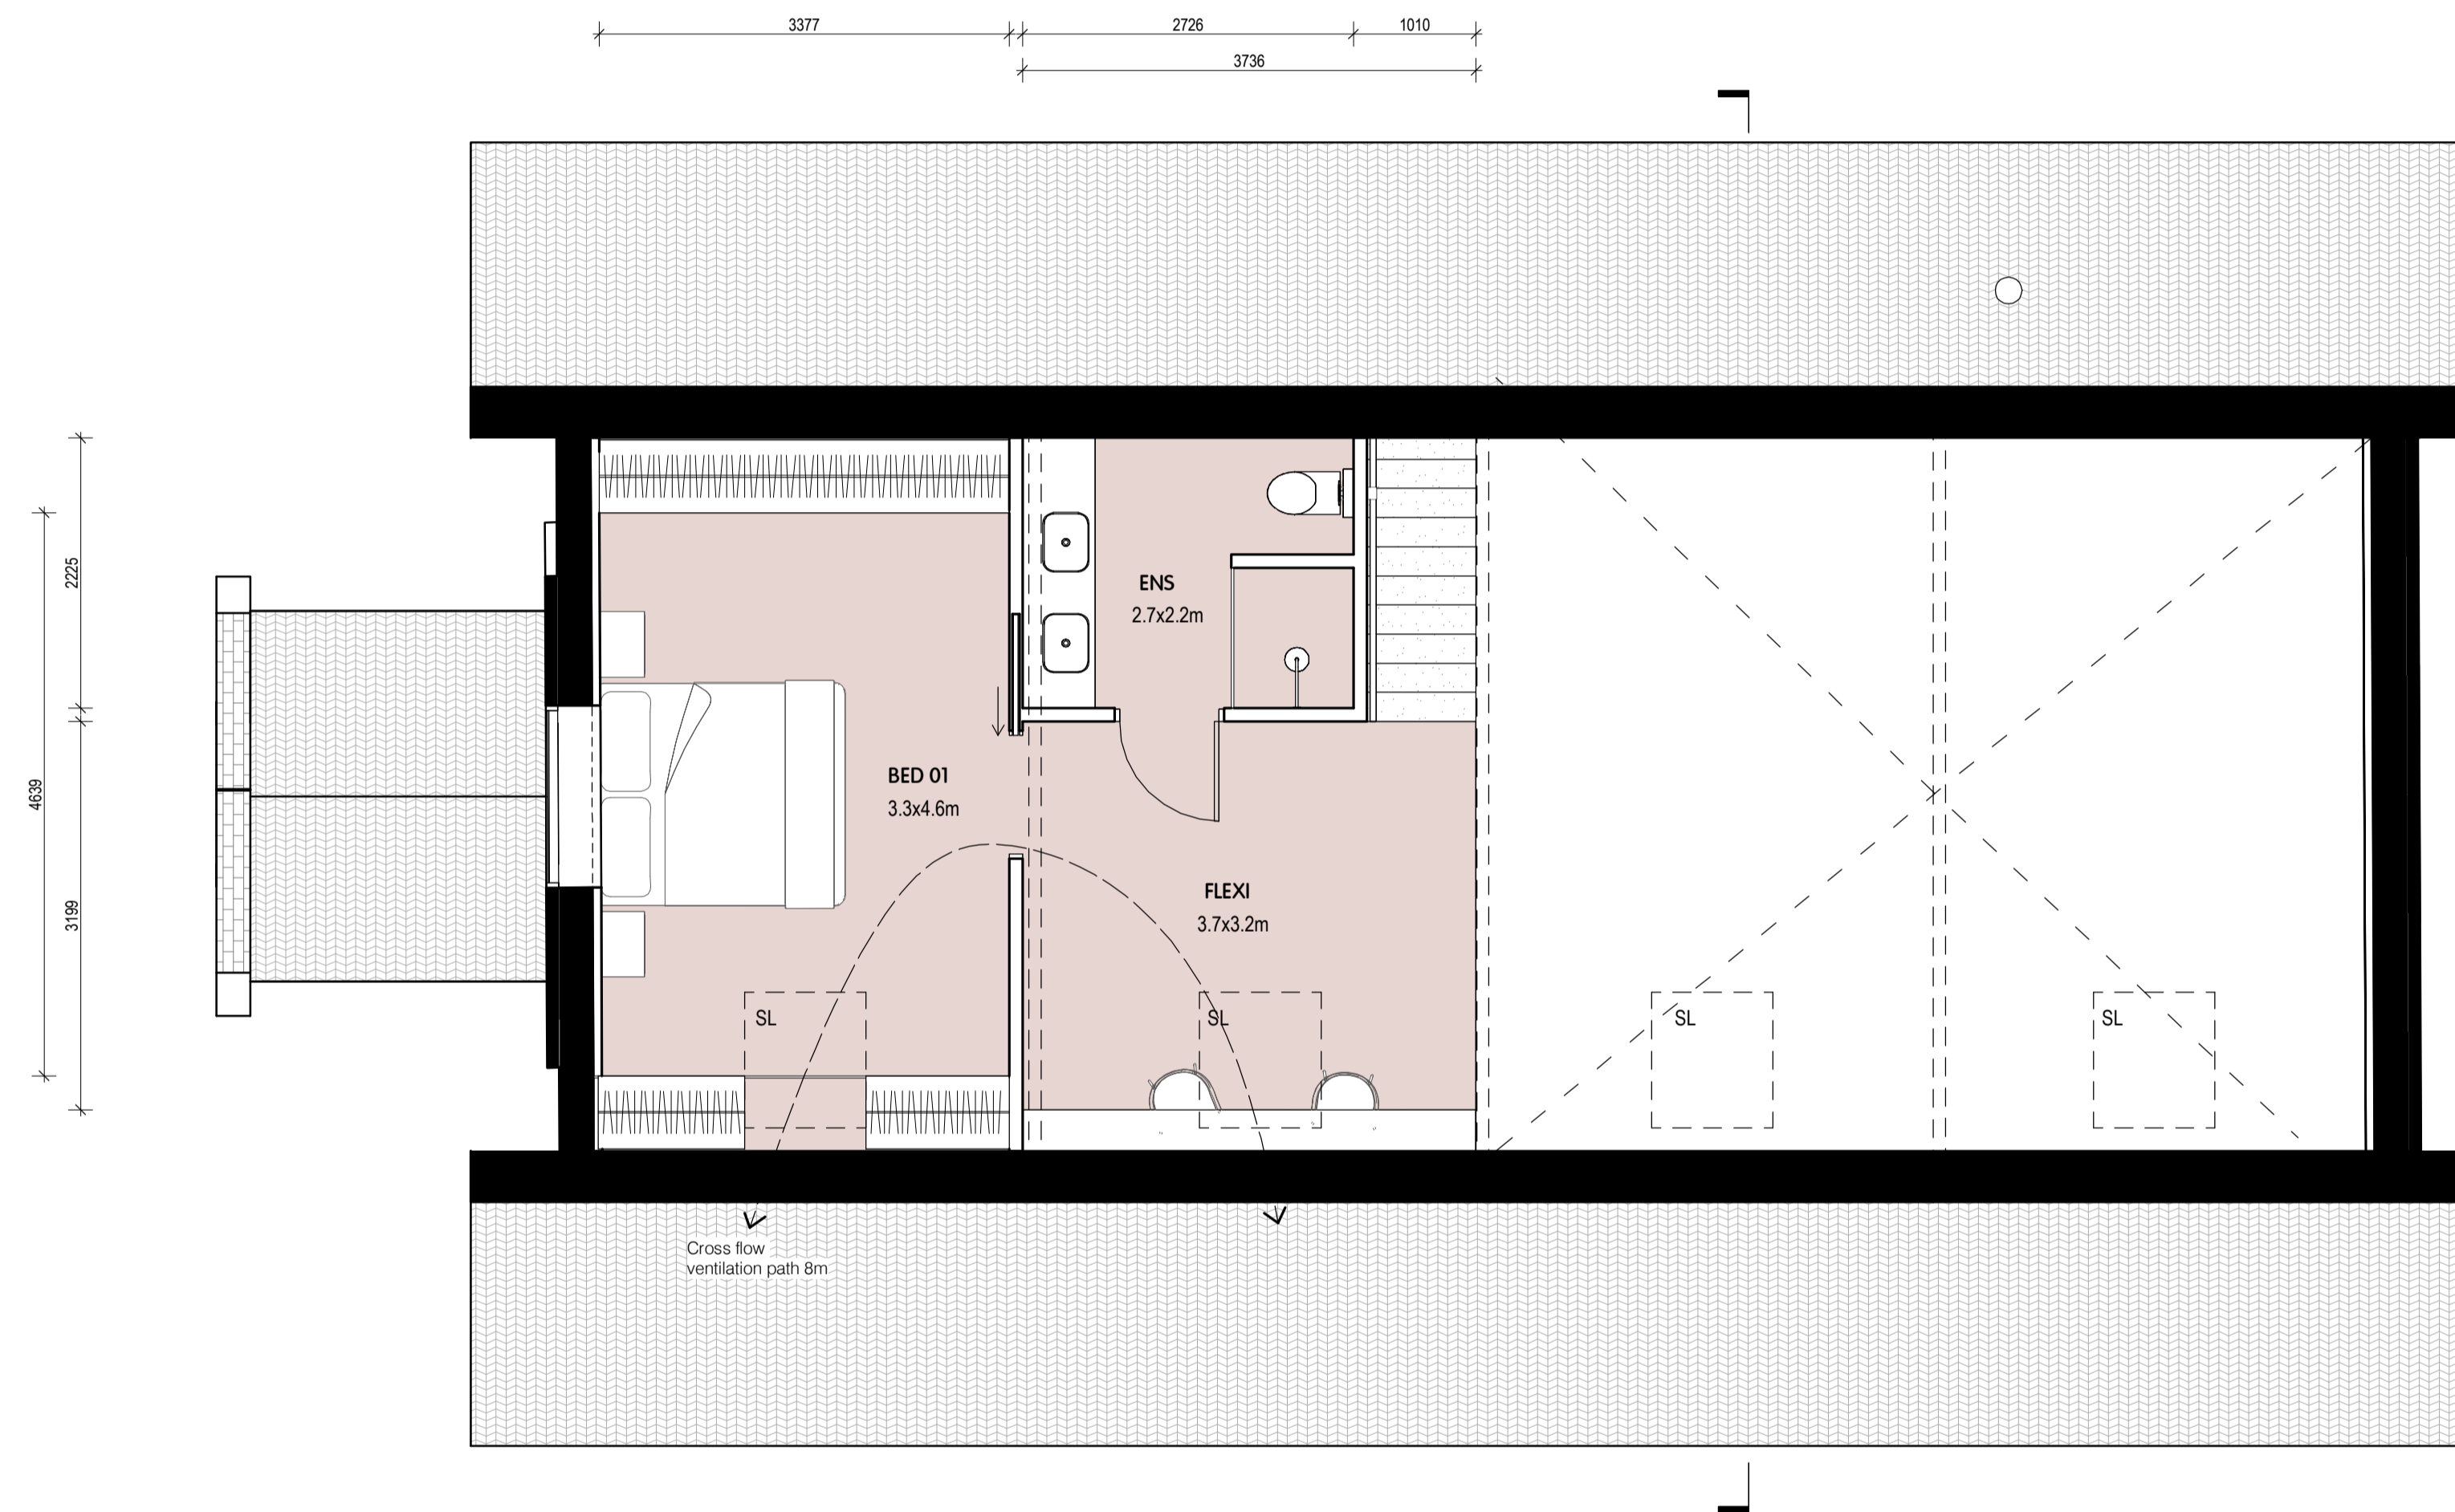 3377
2726
1010
3736
2225
4639
3199
ENS
2.7x2.2m
BED 01
3.3x4.6m
FLEXI
3.7x3.2m
SL
SL
SL
SL
Cross flow
ventilation path 8m